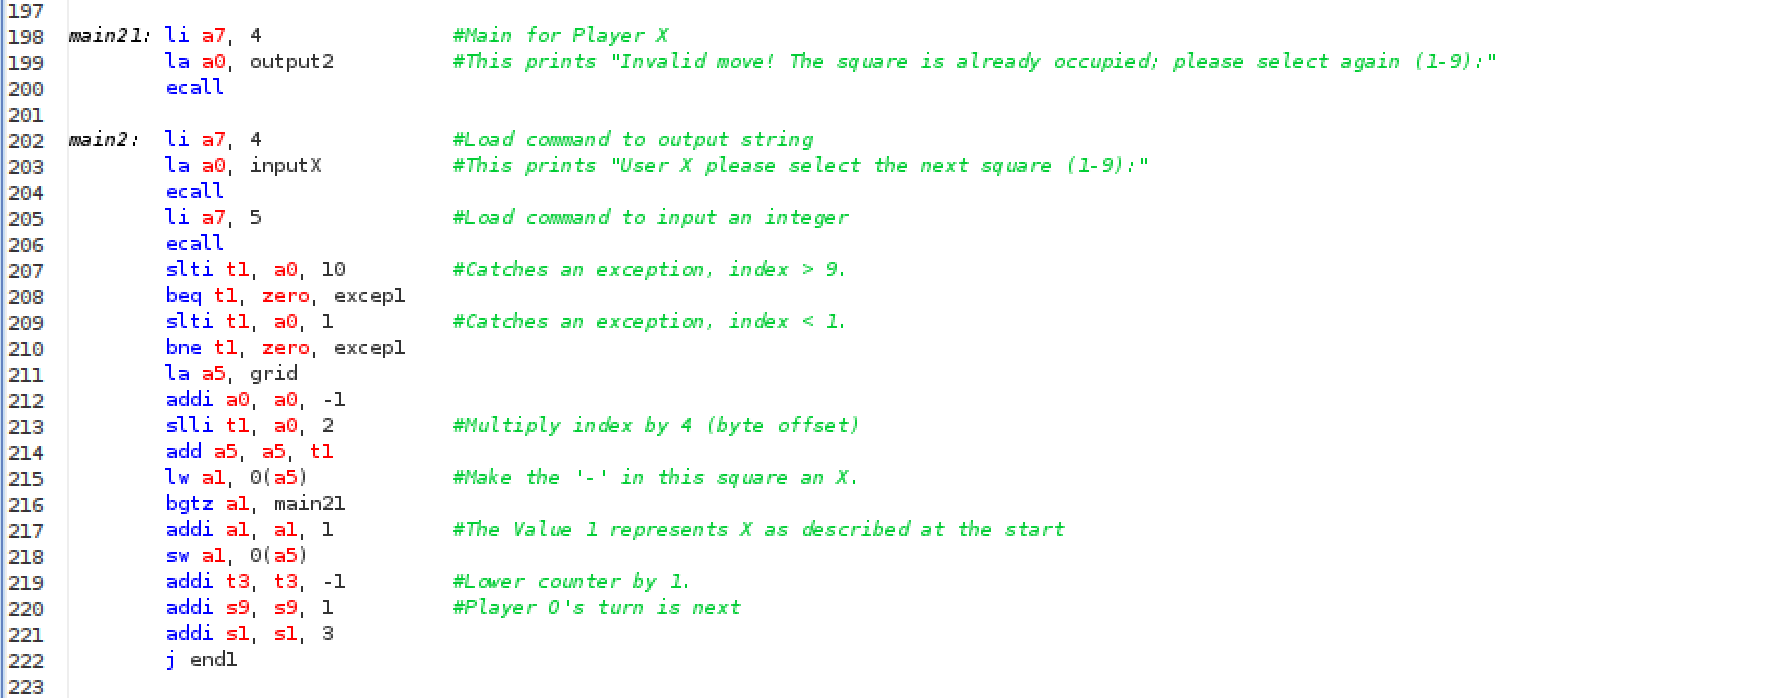 197
198 main21: li a7, 4 #Main for Player X
199 la a0, output2 #This prints "Invalid move! The square is already occupied; please select again (1-9):"
200 ecall
201
202 main2: li a7, 4 #Load command to output string
203 la a0, inputX #This prints "User X please select the next square (1-9):"
204 ecall
205 li a7, 5 #Load command to input an integer
206 ecall
207 slti t1, a0, 10 #Catches an exception, index > 9.
208 beq t1, zero, excep1
209 slti t1, a0, 1 #Catches an exception, index < 1.
210 bne t1, zero, excep1
211 la a5, grid
212 addi a0, a0, -1
213 slli t1, a0, 2 #Multiply index by 4 (byte offset)
214 add a5, a5, t1
215 lw a1, 0(a5) #Make the '-' in this square an X.
216 bgtz a1, main21
217 addi a1, a1, 1 #The Value 1 represents X as described at the start
218 sw a1, 0(a5)
219 addi t3, t3, -1 #Lower counter by 1.
220 addi s9, s9, 1 #Player O's turn is next
221 addi s1, s1, 3
222 j end1
223